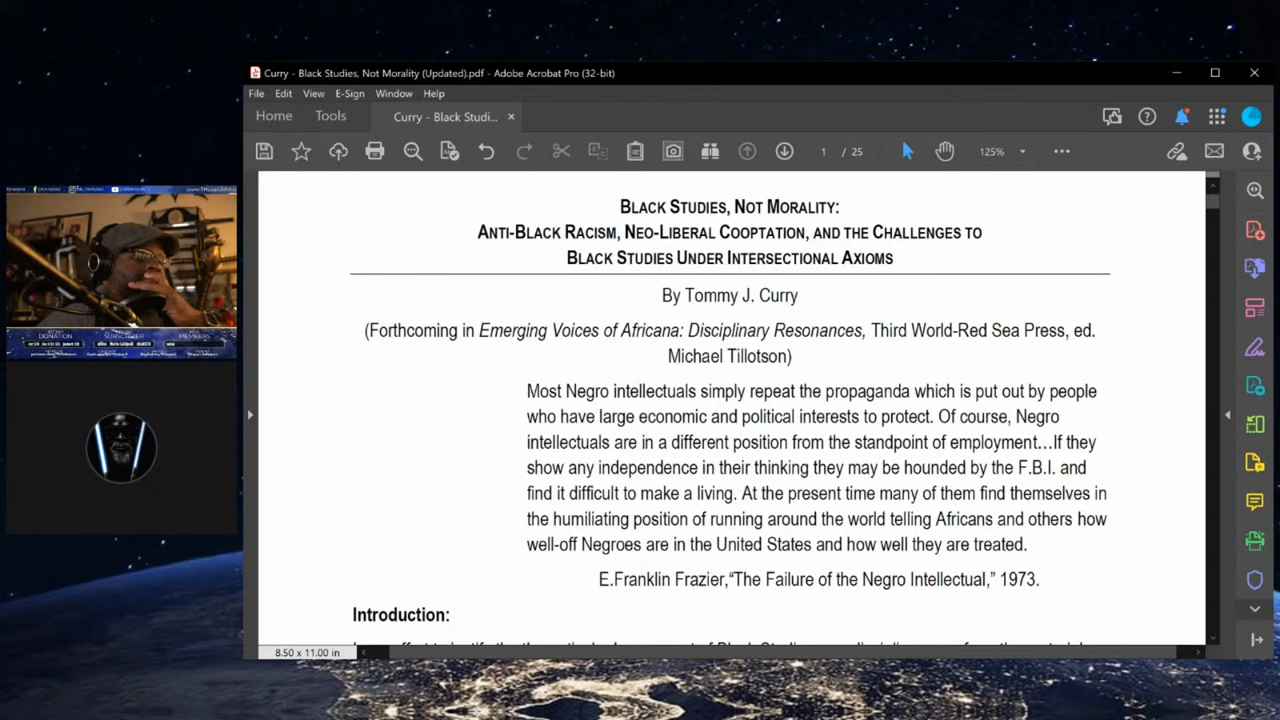 Curry - Black Studies, Not Morality (Updated).pdf - Adobe Acrobat Pro (32-bit)
File Edit View E-Sign Window Help
Home Tools Curry - Black Studi... ×
1 / 25 125%
BLACK STUDIES, NOT MORALITY:
ANTI-BLACK RACISM, NEO-LIBERAL COOPTATION, AND THE CHALLENGES TO
BLACK STUDIES UNDER INTERSECTIONAL AXIOMS
By Tommy J. Curry
(Forthcoming in Emerging Voices of Africana: Disciplinary Resonances, Third World-Red Sea Press, ed.
Michael Tillotson)
Most Negro intellectuals simply repeat the propaganda which is put out by people
who have large economic and political interests to protect. Of course, Negro
intellectuals are in a different position from the standpoint of employment…If they
show any independence in their thinking they may be hounded by the F.B.I. and
find it difficult to make a living. At the present time many of them find themselves in
the humiliating position of running around the world telling Africans and others how
well-off Negroes are in the United States and how well they are treated.
E.Franklin Frazier,“The Failure of the Negro Intellectual,” 1973.
Introduction:
8.50 x 11.00 in
DONATION
SUBSCRIBER
MEMBERS